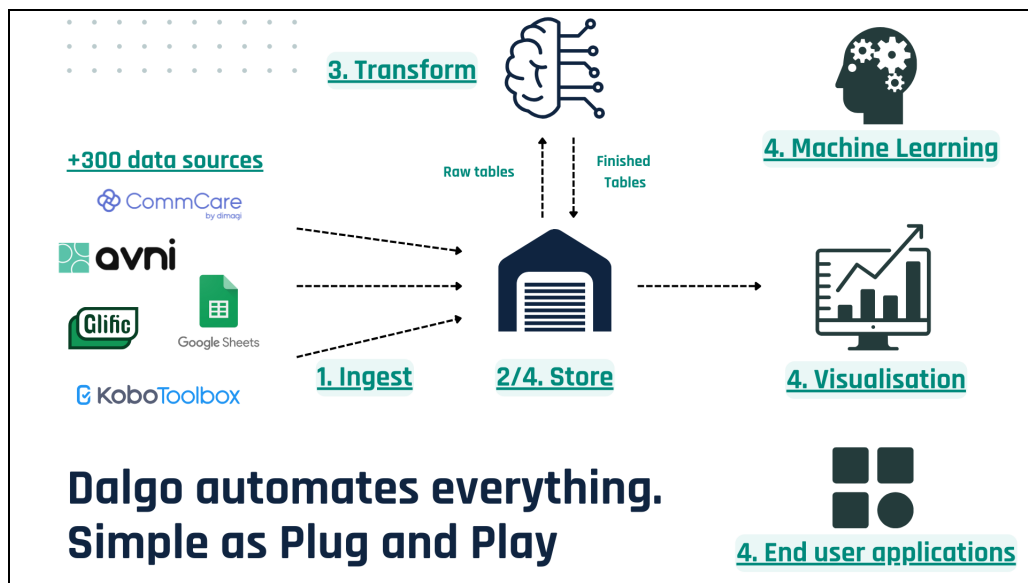 3. Transform
4. Machine Learning
+300 data sources
Raw tables
Finished
Tables
CommCare
by dimagi
avni
Glific
Google Sheets
KoboToolbox
1. Ingest
2/4. Store
4. Visualisation
Dalgo automates everything.
Simple as Plug and Play
4. End user applications